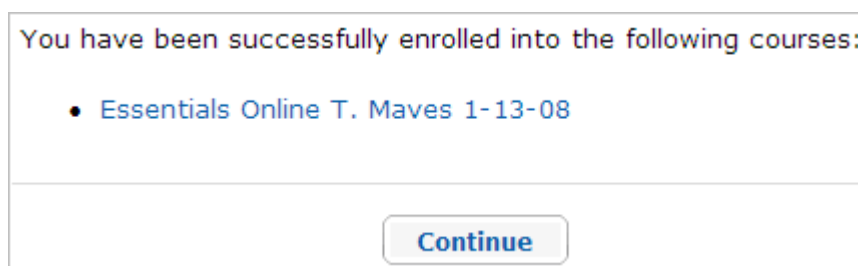 You have been successfully enrolled into the following courses:
• Essentials Online T. Maves 1-13-08
Continue